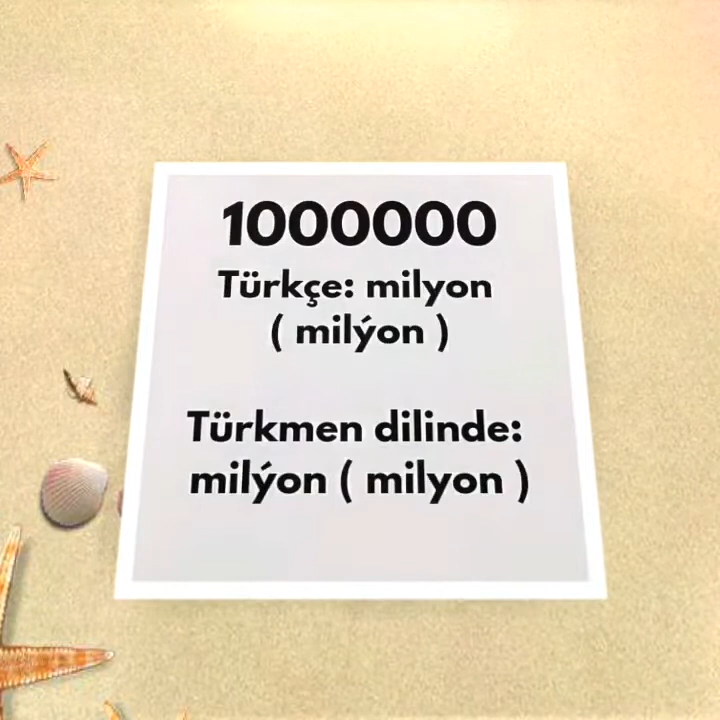 1000000
Türkçe: milyon
( milýon )
Türkmen dilinde:
milýon ( milyon )